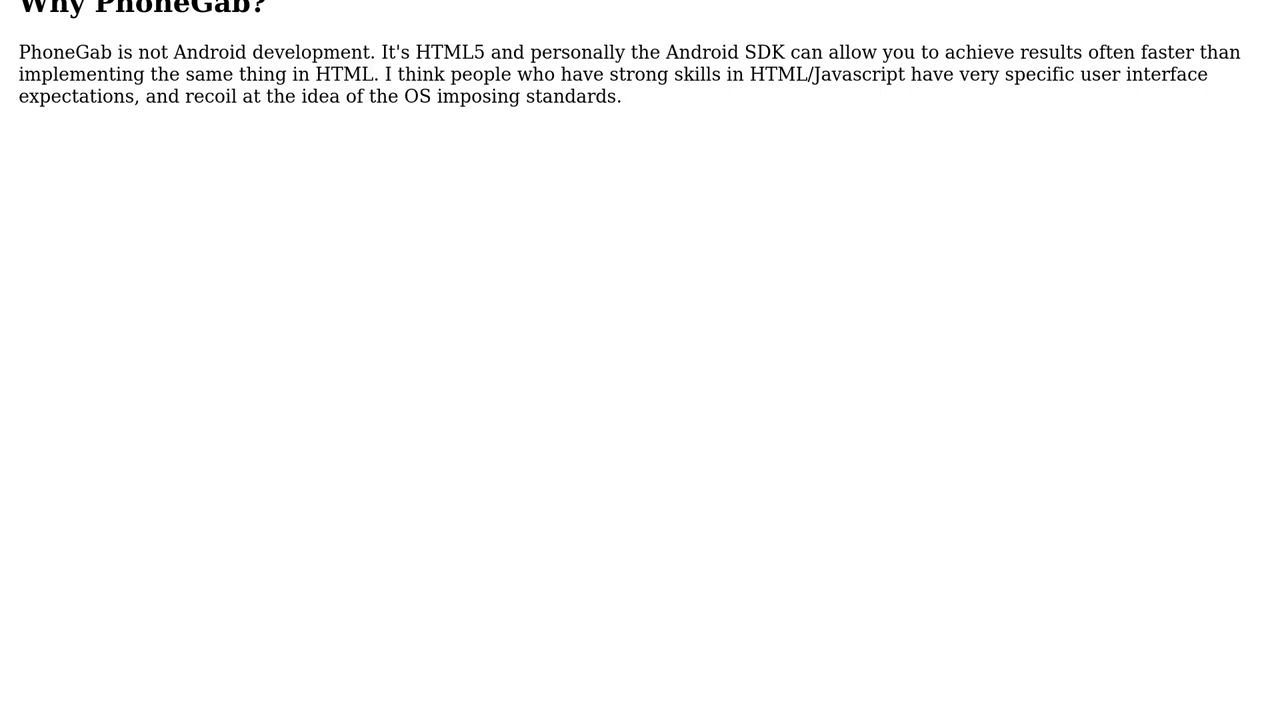 Why PhoneGab?
PhoneGab is not Android development. It's HTML5 and personally the Android SDK can allow you to achieve results often faster than
implementing the same thing in HTML. I think people who have strong skills in HTML/Javascript have very specific user interface
expectations, and recoil at the idea of the OS imposing standards.